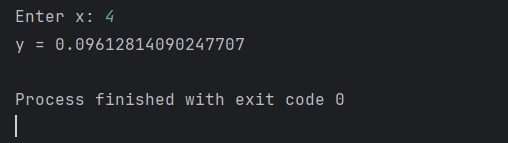 Enter x: 4
y = 0.09612814090247707
Process finished with exit code 0